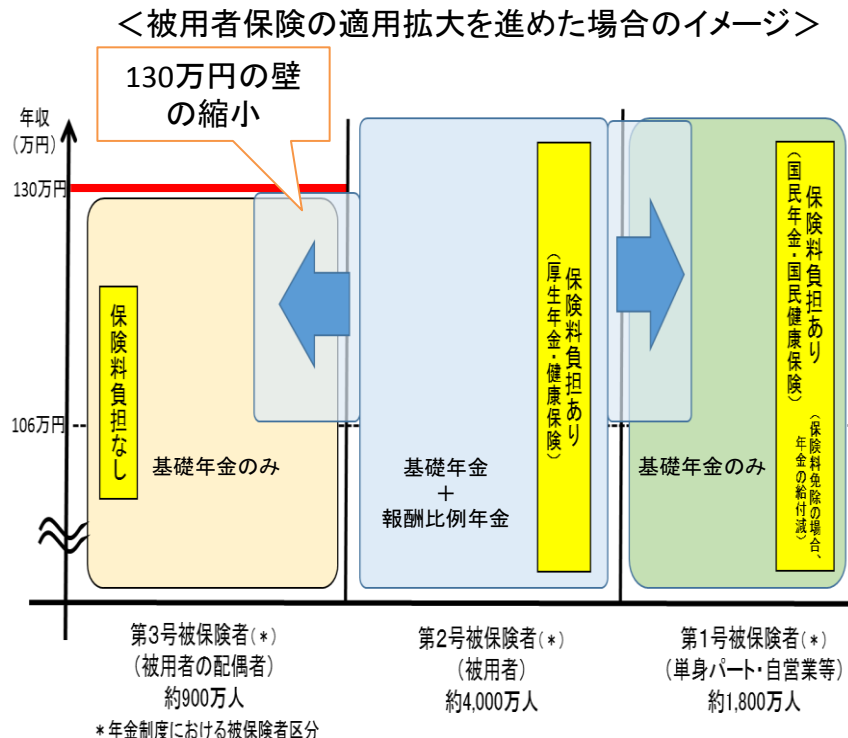 ＜被用者保険の適用拡大を進めた場合のイメージ＞
130万円の壁
の縮小
年収
(万円)
130万円
106万円
保険料負担なし
基礎年金のみ
保険料負担あり
(厚生年金・健康保険)
基礎年金
+
報酬比例年金
保険料負担あり
(国民年金・国民健康保険)
(保険料免除の場合、
年金の給付減)
基礎年金のみ
第3号被保険者(*)
(被用者の配偶者)
約900万人
第2号被保険者(*)
(被用者)
約4,000万人
第1号被保険者(*)
(単身パート・自営業等)
約1,800万人
*年金制度における被保険者区分